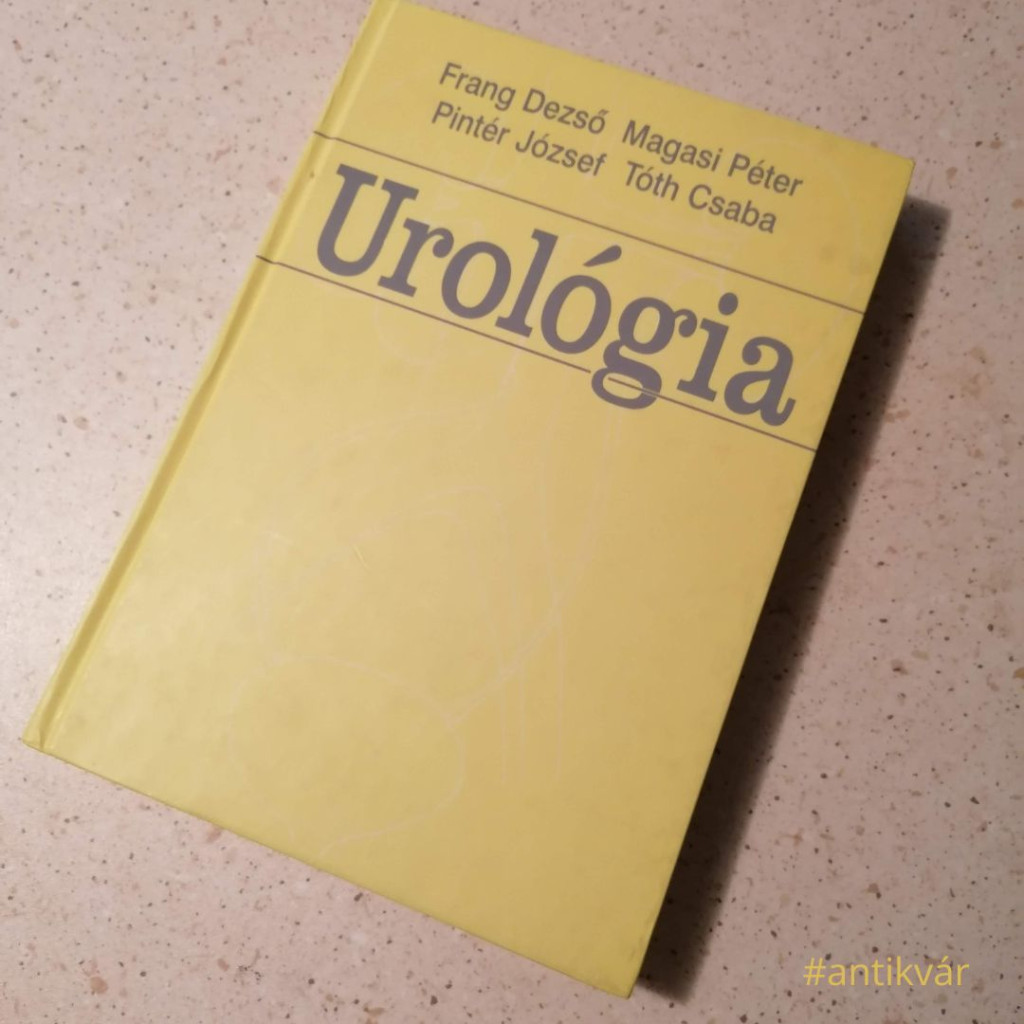 Frang Dezső Magasi Péter
Pintér József Tóth Csaba
Urológia
#antikvár